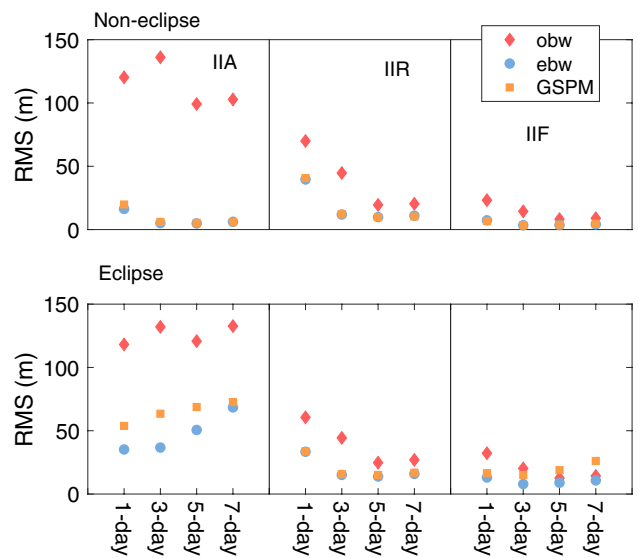 Non-eclipse
150
100
50
0
RMS (m)
IIA
IIR
IIF
obw
ebw
GSPM
Eclipse
150
100
50
0
RMS (m)
1-day
3-day
5-day
7-day
1-day
3-day
5-day
7-day
1-day
3-day
5-day
7-day